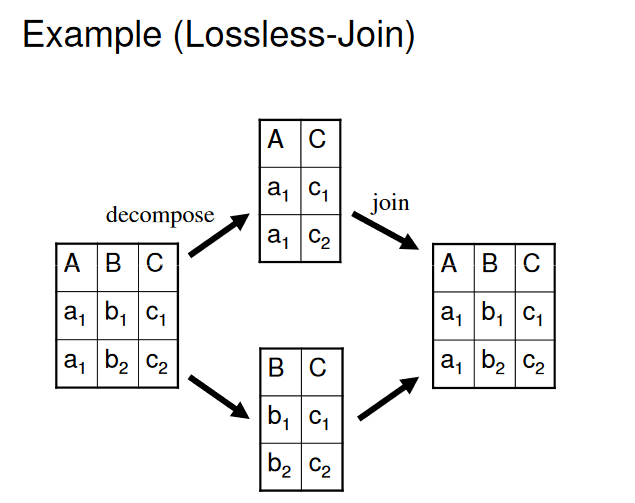 Example (Lossless-Join)
A C
a₁ c₁
a₁ c₂
decompose
join
A B C
a₁ b₁ c₁
a₁ b₂ c₂
B C
b₁ c₁
b₂ c₂
A B C
a₁ b₁ c₁
a₁ b₂ c₂